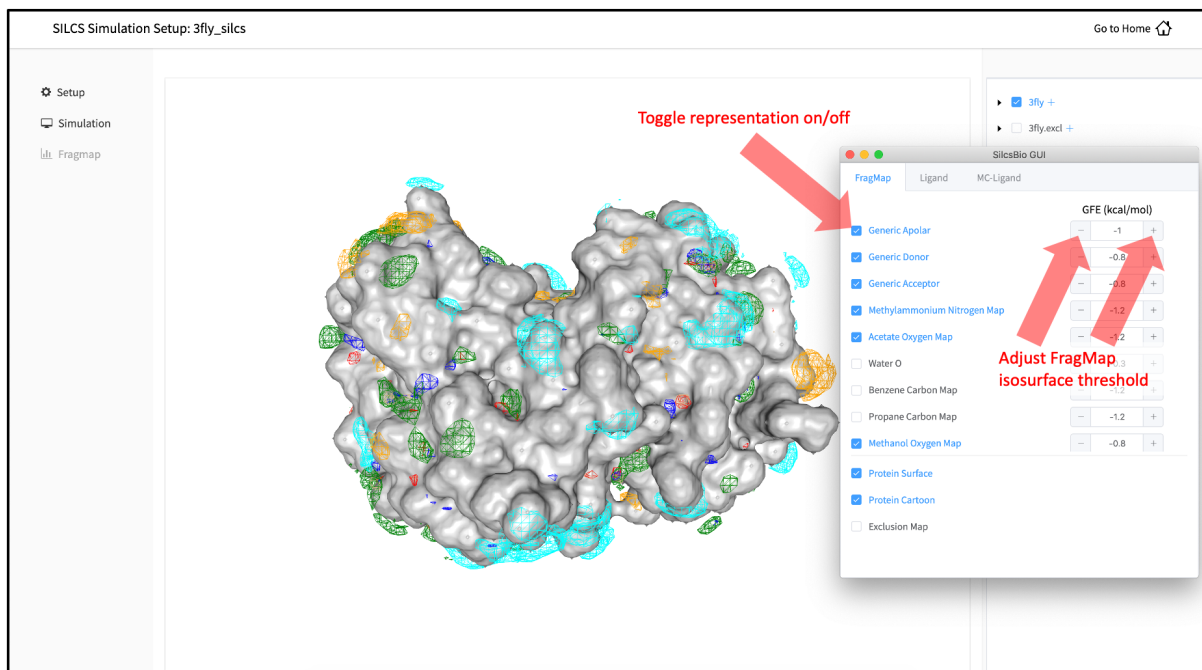 SILCS Simulation Setup: 3fly_silcs
Go to Home
Setup
Simulation
Fragmap
Toggle representation on/off
3fly +
3fly.excl +
SilcsBio GUI
FragMap Ligand MC-Ligand
GFE (kcal/mol)
Generic Apolar − -1 +
Generic Donor − -0.8 +
Generic Acceptor − -0.8 +
Methylammonium Nitrogen Map − -1.2 +
Acetate Oxygen Map − -1.2 +
Adjust FragMap
isosurface threshold
Water O +
Benzene Carbon Map +
Propane Carbon Map − -1.2 +
Methanol Oxygen Map − -0.8 +
Protein Surface
Protein Cartoon
Exclusion Map